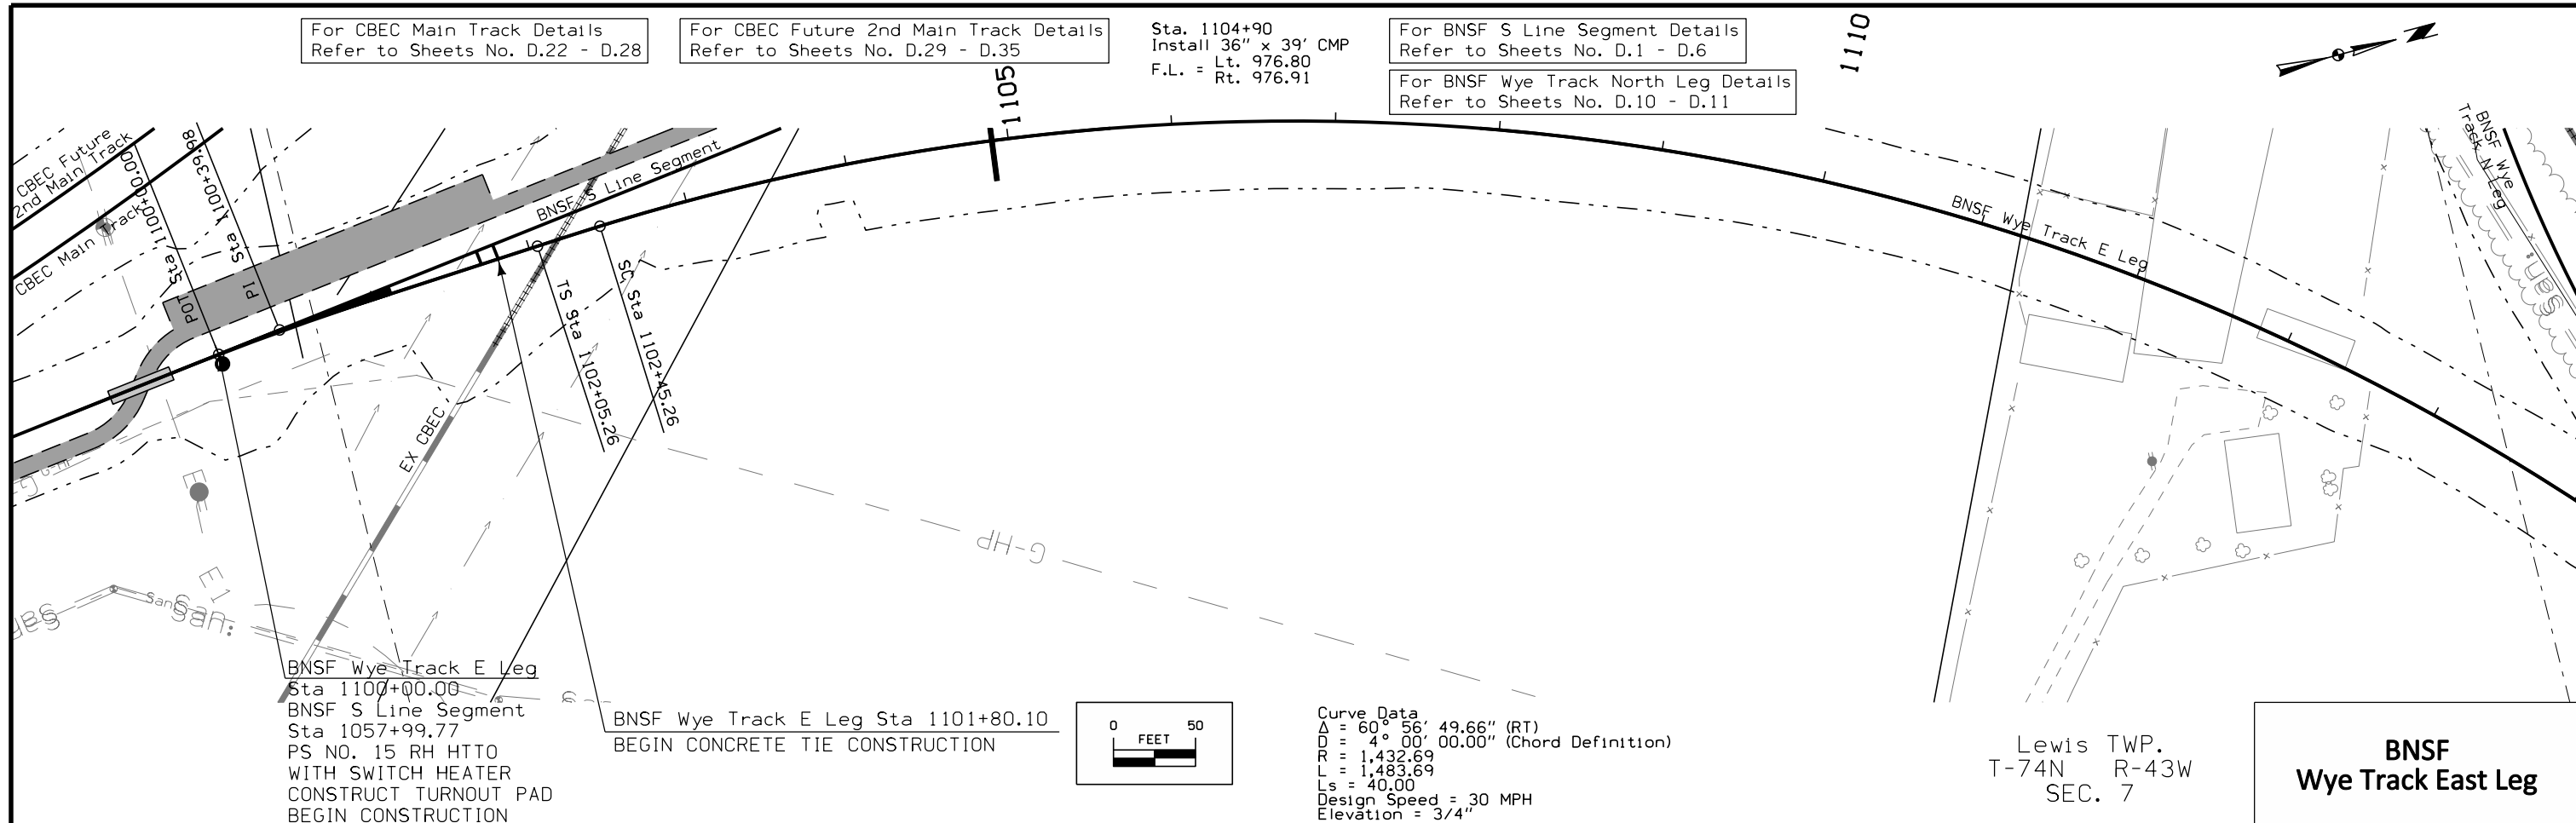 For CBEC Main Track Details
Refer to Sheets No. D.22 - D.28
For CBEC Future 2nd Main Track Details
Refer to Sheets No. D.29 - D.35
Sta. 1104+90
Install 36" x 39' CMP
F.L. = Lt. 976.80
Rt. 976.91
For BNSF S Line Segment Details
Refer to Sheets No. D.1 - D.6
For BNSF Wye Track North Leg Details
Refer to Sheets No. D.10 - D.11
1105
1110
N
CBEC Future
2nd Main Track
CBEC Main Track
POT Sta 1100+00.00
PI Sta 1100+39.98
BNSF S Line Segment
TS Sta 1102+05.26
SC Sta 1102+45.26
EX CBEC
BNSF Wye Track E Leg
BNSF Wye
Track N Leg
G-HP
G-HP
E1
San
San
San
San
BNSF Wye Track E Leg
Sta 1100+00.00
BNSF S Line Segment
Sta 1057+99.77
PS NO. 15 RH HTTO
WITH SWITCH HEATER
CONSTRUCT TURNOUT PAD
BEGIN CONSTRUCTION
BNSF Wye Track E Leg Sta 1101+80.10
BEGIN CONCRETE TIE CONSTRUCTION
0 50
FEET
Curve Data
Δ = 60° 56' 49.66" (RT)
D = 4° 00' 00.00" (Chord Definition)
R = 1,432.69
L = 1,483.69
Ls = 40.00
Design Speed = 30 MPH
Elevation = 3/4"
Lewis TWP.
T-74N R-43W
SEC. 7
BNSF
Wye Track East Leg